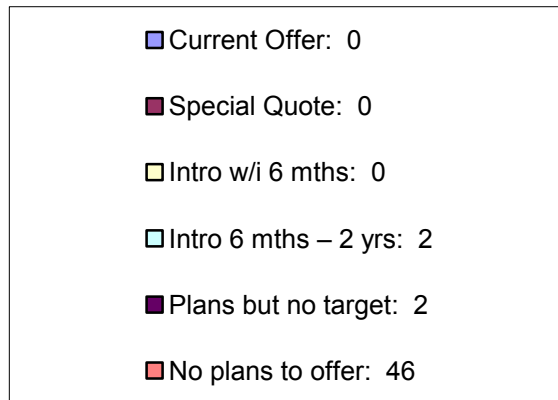 Current Offer: 0
Special Quote: 0
Intro w/i 6 mths: 0
Intro 6 mths – 2 yrs: 2
Plans but no target: 2
No plans to offer: 46